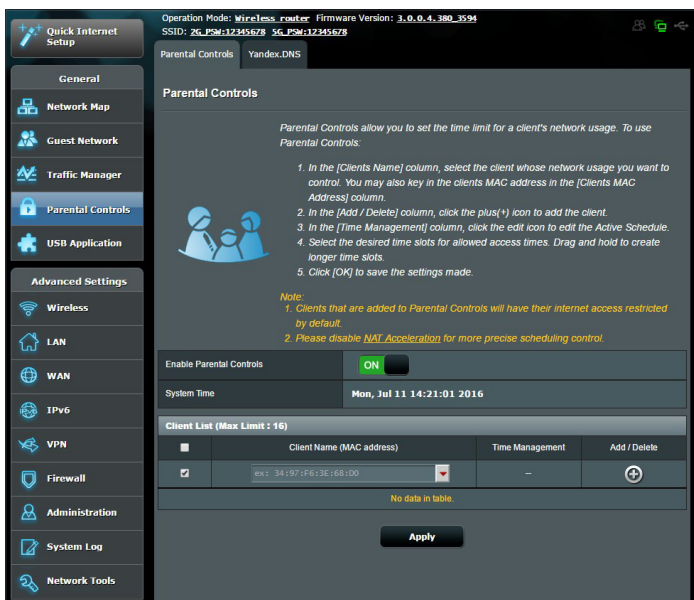 Quick Internet
Setup
General
Network Map
Guest Network
Traffic Manager
Parental Controls
USB Application
Advanced Settings
Wireless
LAN
WAN
IPv6
VPN
Firewall
Administration
System Log
Network Tools
Operation Mode: Wireless router Firmware Version: 3.0.0.4.380_3594
SSID: 2G_PSW:12345678 5G_PSW:12345678
Parental Controls Yandex.DNS
Parental Controls
Parental Controls allow you to set the time limit for a client's network usage. To use
Parental Controls:
1. In the [Clients Name] column, select the client whose network usage you want to
control. You may also key in the clients MAC address in the [Clients MAC
Address] column.
2. In the [Add / Delete] column, click the plus(+) icon to add the client.
3. In the [Time Management] column, click the edit icon to edit the Active Schedule.
4. Select the desired time slots for allowed access times. Drag and hold to create
longer time slots.
5. Click [OK] to save the settings made.
Note:
1. Clients that are added to Parental Controls will have their internet access restricted
by default.
2. Please disable NAT Acceleration for more precise scheduling control.
Enable Parental Controls ON
System Time Mon, Jul 11 14:21:01 2016
Client List (Max Limit : 16)
Client Name (MAC address) Time Management Add / Delete
ex: 34:97:F6:3E:68:D0 --
No data in table.
Apply